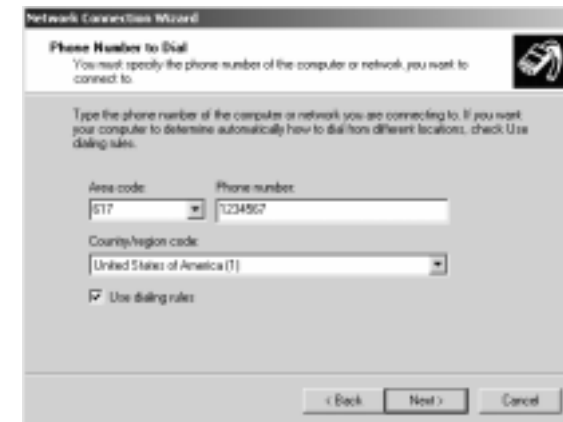 Network Connection Wizard
Phone Number to Dial
You must specify the phone number of the computer or network you want to
connect to.
Type the phone number of the computer or network you are connecting to. If you want
your computer to determine automatically how to dial from different locations, check Use
dialing rules.
Area code: Phone number:
617 1234567
Country/region code:
United States of America (1)
Use dialing rules
< Back Next > Cancel